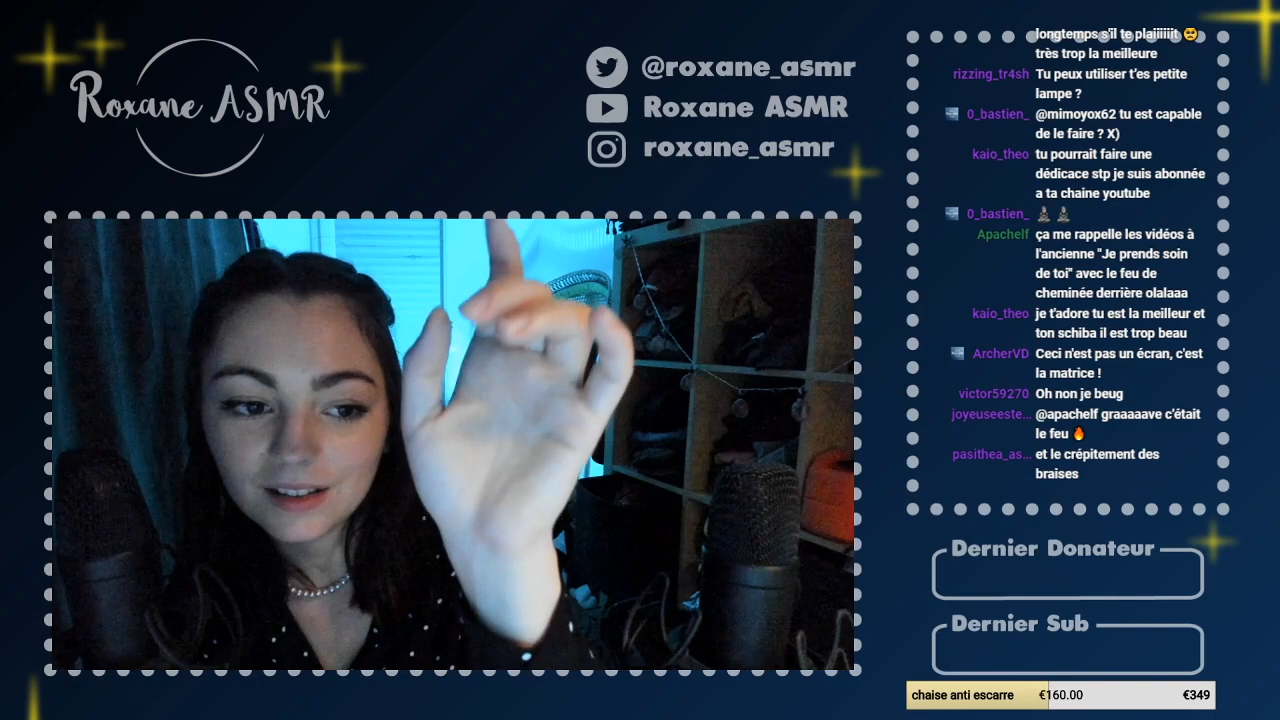 Roxane ASMR
@roxane_asmr
Roxane ASMR
roxane_asmr
longtemps s'il te plaiiiiit 🥺
très trop la meilleure
rizzing_tr4sh Tu peux utiliser t'es petite
lampe ?
0_bastien_ @mimoyox62 tu est capable
de le faire ? X)
kaio_theo tu pourrait faire une
dédicace stp je suis abonnée
a ta chaine youtube
0_bastien_
Apachelf ça me rappelle les vidéos à
l'ancienne "Je prends soin
de toi" avec le feu de
cheminée derrière olalaaa
kaio_theo je t'adore tu est la meilleur et
ton schiba il est trop beau
ArcherVD Ceci n'est pas un écran, c'est
la matrice !
victor59270 Oh non je beug
joyeuseeste... @apachelf graaaaave c'était
le feu 🔥
pasithea_as... et le crépitement des
braises
Dernier Donateur
Dernier Sub
chaise anti escarre €160.00 €349